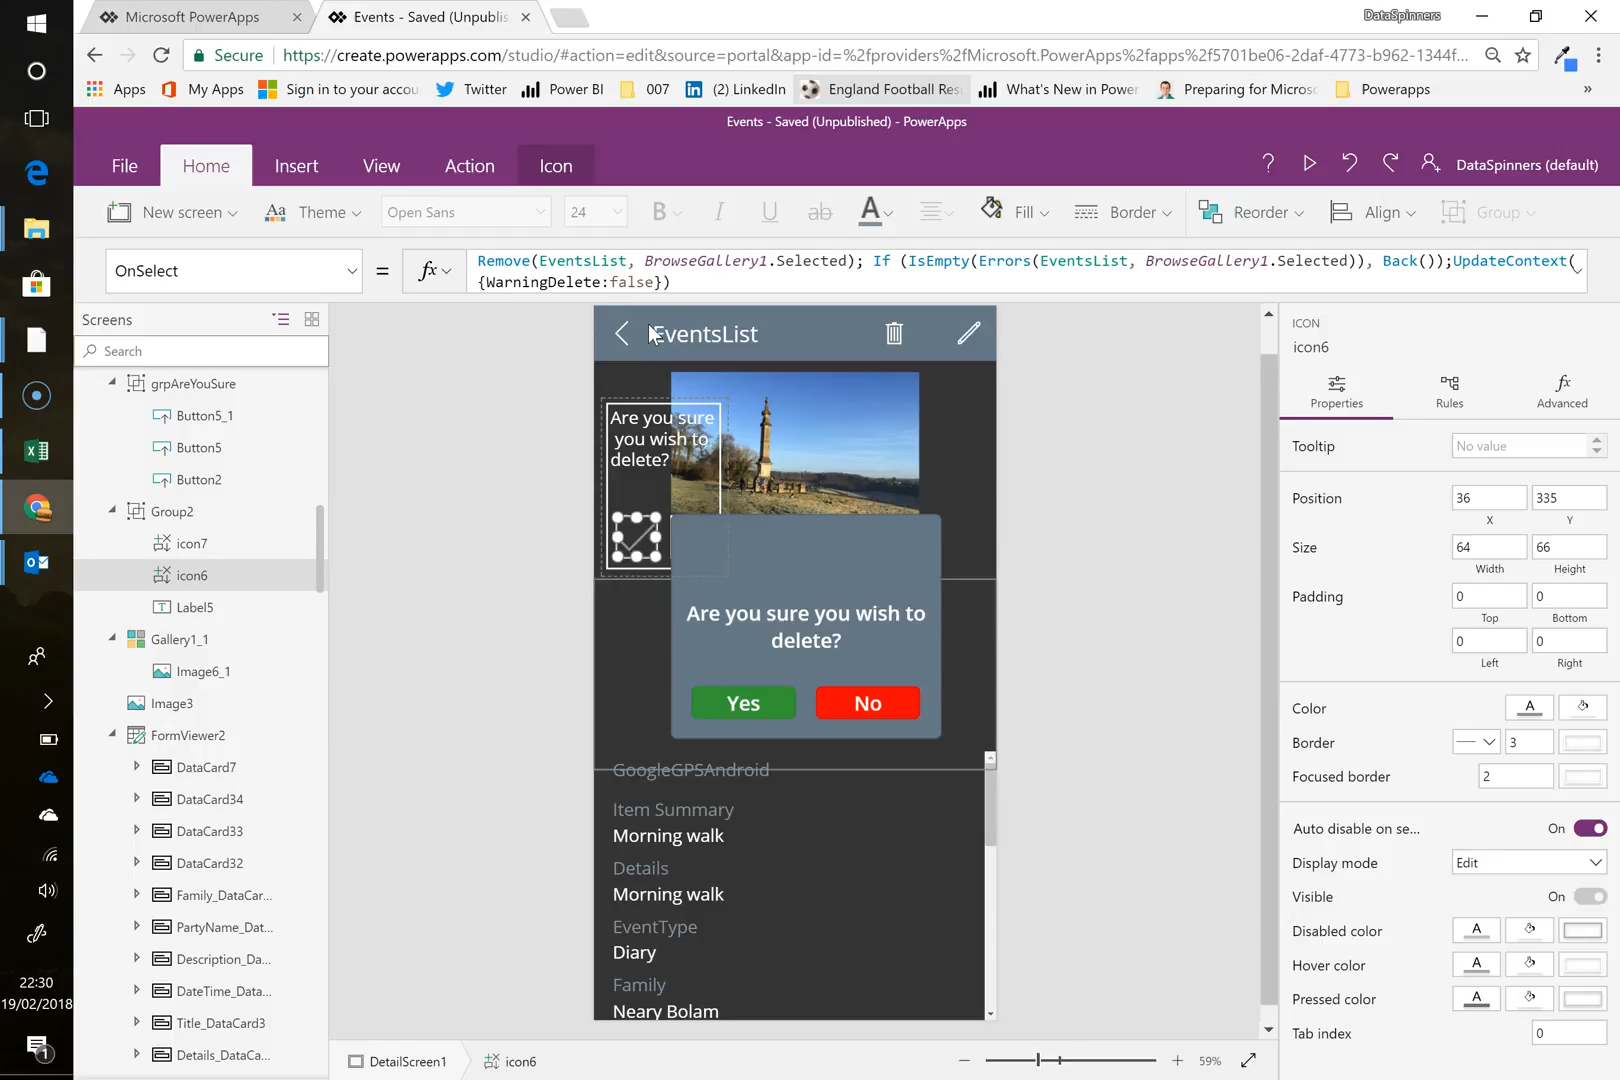 Microsoft PowerApps
Events - Saved (Unpublis
DataSpinners
Secure
https://create.powerapps.com/studio/#action=edit&source=portal&app-id=%2fproviders%2fMicrosoft.PowerApps%2fapps%2f5701be06-2daf-4773-b962-1344f...
Apps
My Apps
Sign in to your accou
Twitter
Power BI
007
(2) LinkedIn
England Football Res
What's New in Power
Preparing for Micros
Powerapps
»
Events - Saved (Unpublished) - PowerApps
File
Home
Insert
View
Action
Icon
?
DataSpinners (default)
New screen
Aa
Theme
Open Sans
24
B
I
U
ab
A
Fill
Border
Reorder
Align
Group
OnSelect
=
fx
Remove(EventsList, BrowseGallery1.Selected); If (IsEmpty(Errors(EventsList, BrowseGallery1.Selected)), Back());UpdateContext(
{WarningDelete:false})
Screens
Search
grpAreYouSure
Button5_1
Button5
Button2
Group2
icon7
icon6
Label5
Gallery1_1
Image6_1
Image3
FormViewer2
DataCard7
DataCard34
DataCard33
DataCard32
Family_DataCar...
PartyName_Dat...
Description_Da...
DateTime_Data...
Title_DataCard3
Details_DataCa...
EventsList
Are you sure
you wish to
delete?
Are you sure you wish to
delete?
Yes
No
GoogleGPSAndroid
Item Summary
Morning walk
Details
Morning walk
EventType
Diary
Family
Neary Bolam
ICON
icon6
Properties
Rules
fx
Advanced
Tooltip
No value
Position
36
335
X
Y
Size
64
66
Width
Height
Padding
0
0
Top
Bottom
0
0
Left
Right
Color
A
Border
3
Focused border
2
Auto disable on se...
On
Display mode
Edit
Visible
On
Disabled color
A
Hover color
A
Pressed color
A
Tab index
0
DetailScreen1
icon6
59%
22:30
19/02/2018
1